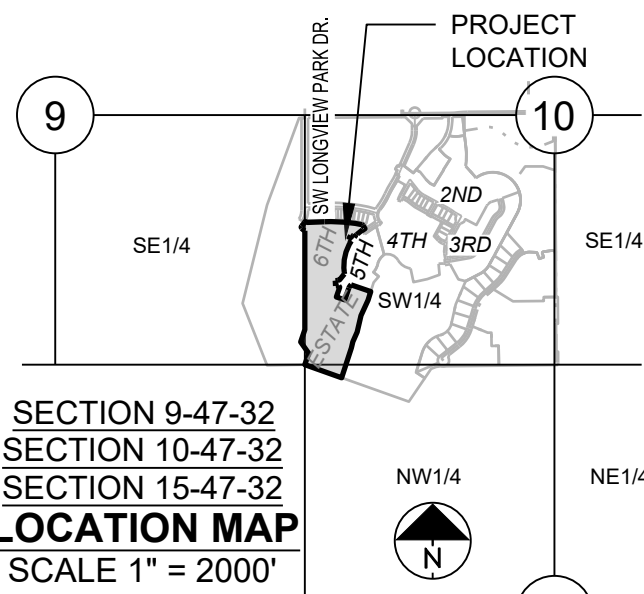 PROJECT
LOCATION
SW LONGVIEW PARK DR.
9
10
2ND
SE1/4
6TH
5TH
4TH
3RD
SE1/4
SW1/4
ESTATE
SECTION 9-47-32
SECTION 10-47-32
SECTION 15-47-32
LOCATION MAP
SCALE 1" = 2000'
NW1/4
NE1/4
N